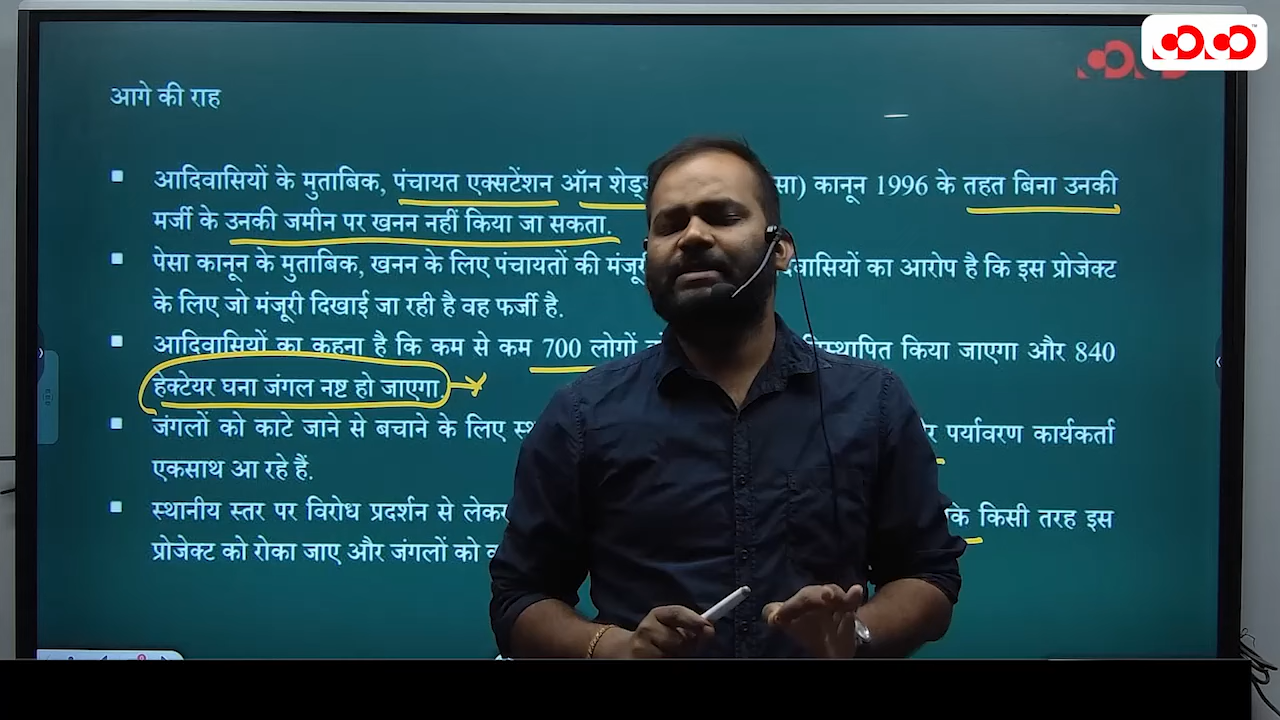 आगे की राह
आदिवासियों के मुताबिक, पंचायत एक्सटेंशन ऑन कानून 1996 के तहत बिना उनकी
मर्जी के उनकी जमीन पर खनन नहीं किया जा सकता.
पेसा कानून के मुताबिक, खनन के लिए पंचायतों की का आरोप है कि इस प्रोजेक्ट
के लिए जो मंजूरी दिखाई जा रही है वह फर्जी है.
आदिवासियों का कहना है कि कम से कम 700 लोगों किया जाएगा और 840
हेक्टेयर घना जंगल नष्ट हो जाएगा
जंगलों को काटे जाने से बचाने के लिए पर्यावरण कार्यकर्ता
एकसाथ आ रहे हैं.
स्थानीय स्तर पर विरोध प्रदर्शन से किसी तरह इस
प्रोजेक्ट को रोका जाए और जंगलों को